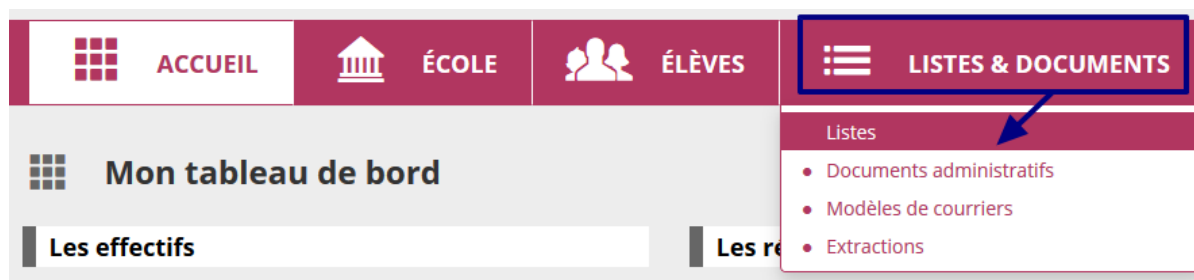 ACCUEIL
ÉCOLE
ÉLÈVES
LISTES & DOCUMENTS
Listes
Documents administratifs
Modèles de courriers
Extractions
Mon tableau de bord
Les effectifs
Les